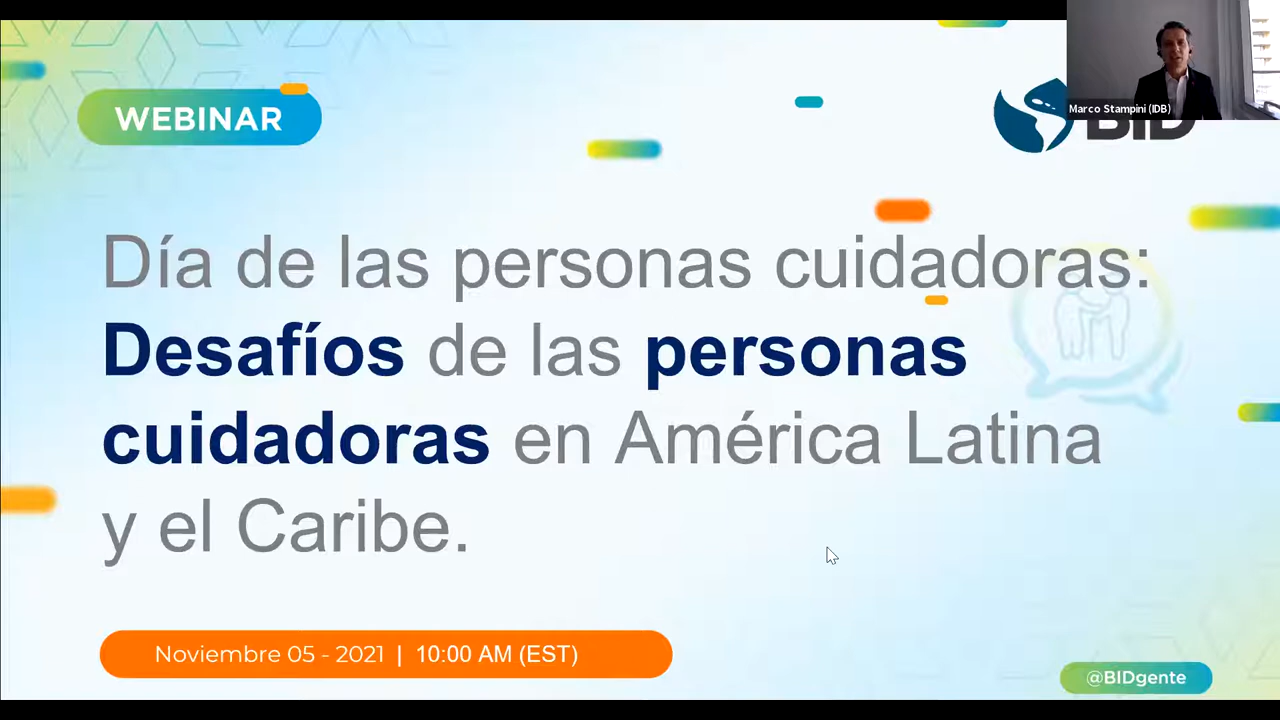 WEBINAR
Marco Stampini (IDB)
BID
Día de las personas cuidadoras:
Desafíos de las personas
cuidadoras en América Latina
y el Caribe.
Noviembre 05 - 2021 | 10:00 AM (EST)
@BIDgente